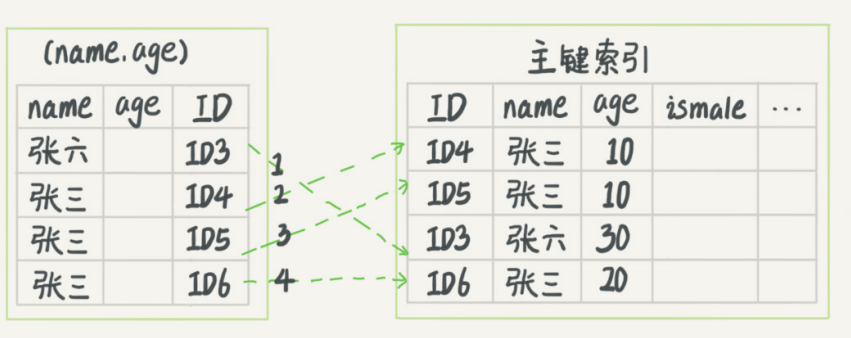 (name.age)
name age ID
张六 ID3
张三 ID4
张三 ID5
张三 ID6
1
2
3
4
主键索引
ID name age ismale ...
ID4 张三 10
ID5 张三 10
ID3 张六 30
ID6 张三 20